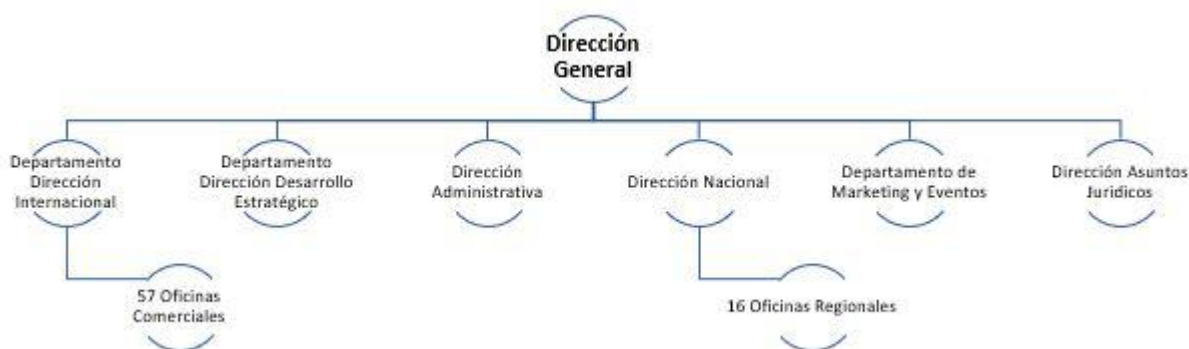 Dirección
General
Departamento
Dirección
Internacional
Departamento
Dirección Desarrollo
Estratégico
Dirección
Administrativa
Dirección Nacional
Departamento de
Marketing y Eventos
Dirección Asuntos
Jurídicos
57 Oficinas
Comerciales
16 Oficinas Regionales